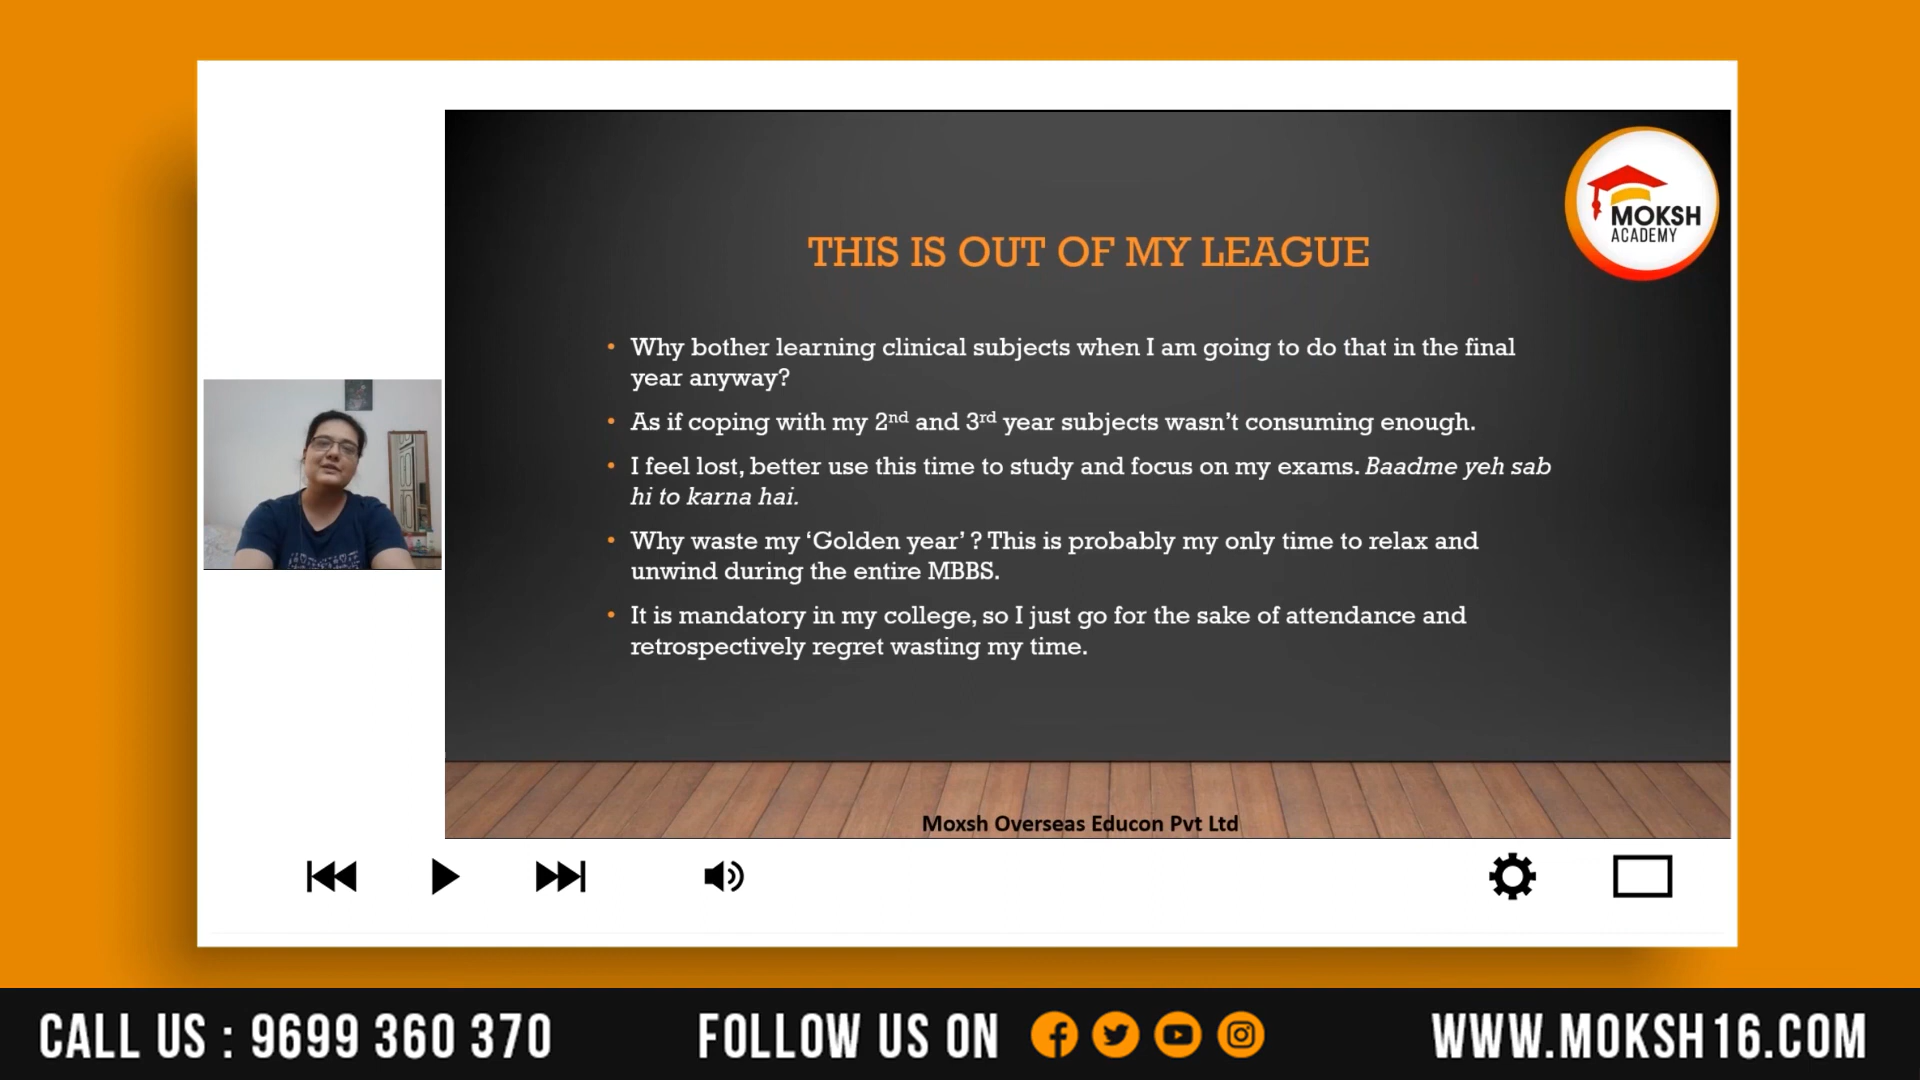 MOKSH
ACADEMY
THIS IS OUT OF MY LEAGUE
• Why bother learning clinical subjects when I am going to do that in the final
year anyway?
• As if coping with my 2nd and 3rd year subjects wasn't consuming enough.
• I feel lost, better use this time to study and focus on my exams. Baadme yeh sab
hi to karna hai.
• Why waste my ‘Golden year’ ? This is probably my only time to relax and
unwind during the entire MBBS.
• It is mandatory in my college, so I just go for the sake of attendance and
retrospectively regret wasting my time.
Moxsh Overseas Educon Pvt Ltd
CALL US : 9699 360 370
FOLLOW US ON
WWW.MOKSH16.COM